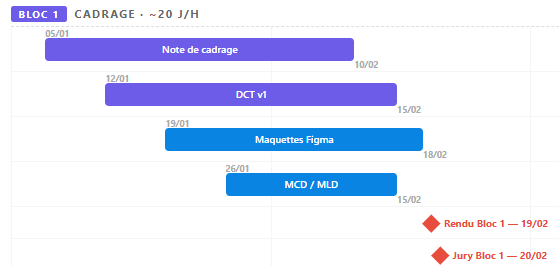 BLOC 1 CADRAGE · ~20 J/H
05/01
Note de cadrage
10/02
12/01
DCT v1
15/02
19/01
Maquettes Figma
18/02
26/01
MCD / MLD
15/02
Rendu Bloc 1 — 19/02
Jury Bloc 1 — 20/02